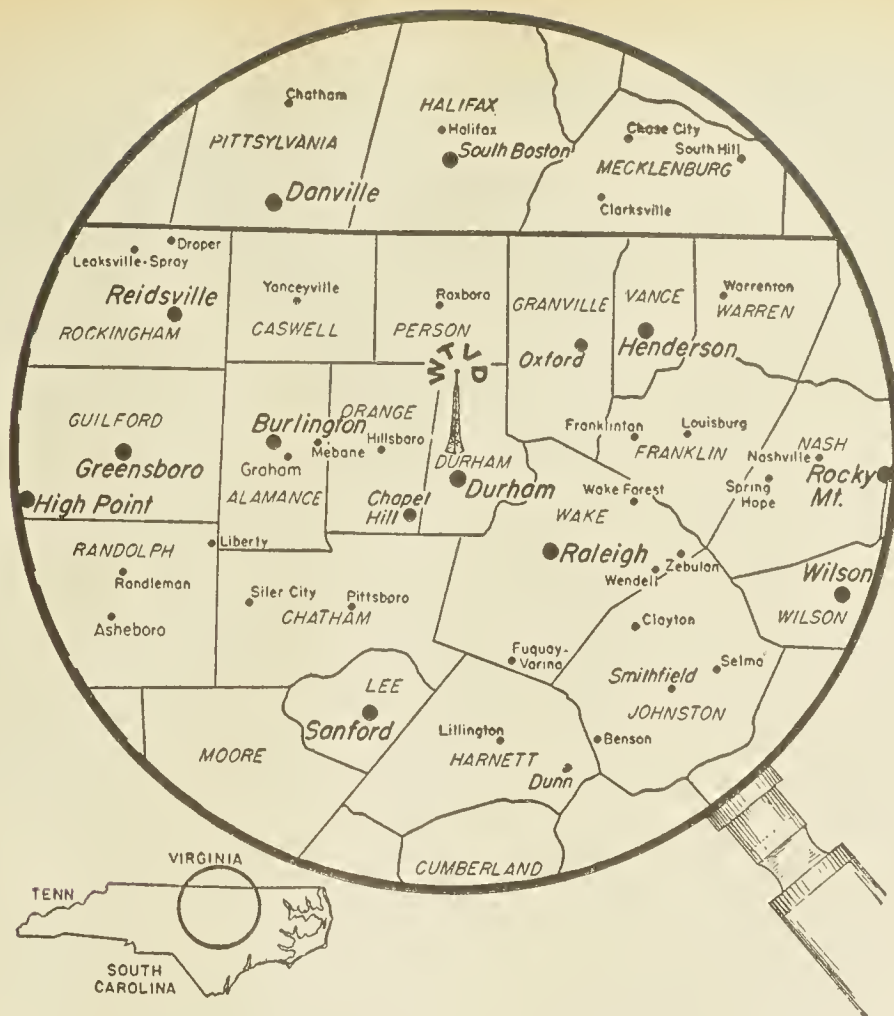 Chatham
HALIFAX
Halifax
Chase City
PITTSYLVANIA
South Boston
South Hill
MECKLENBURG
Danville
Clarksville
Draper
Leaksville-Spray
Reidsville
ROCKINGHAM
Yanceyville
CASWELL
Roxboro
PERSON
GRANVILLE
Oxford
VANCE
Henderson
Warrenton
WARREN
WTVD
GUILFORD
Greensboro
High Point
Burlington
Graham
Mebane
ALAMANCE
ORANGE
Hillsboro
Chapel
Hill
DURHAM
Durham
Franklinton
Louisburg
FRANKLIN
Nashville
NASH
Spring
Hope
Rocky
Mt.
Wake Forest
WAKE
Raleigh
Wendell
Zebulon
Wilson
WILSON
RANDOLPH
Liberty
Randleman
Asheboro
Siler City
Pittsboro
CHATHAM
Fuquay-
Varina
Clayton
Smithfield
Selma
JOHNSTON
LEE
Sanford
MOORE
Lillington
HARNETT
Dunn
Benson
CUMBERLAND
VIRGINIA
TENN
SOUTH
CAROLINA